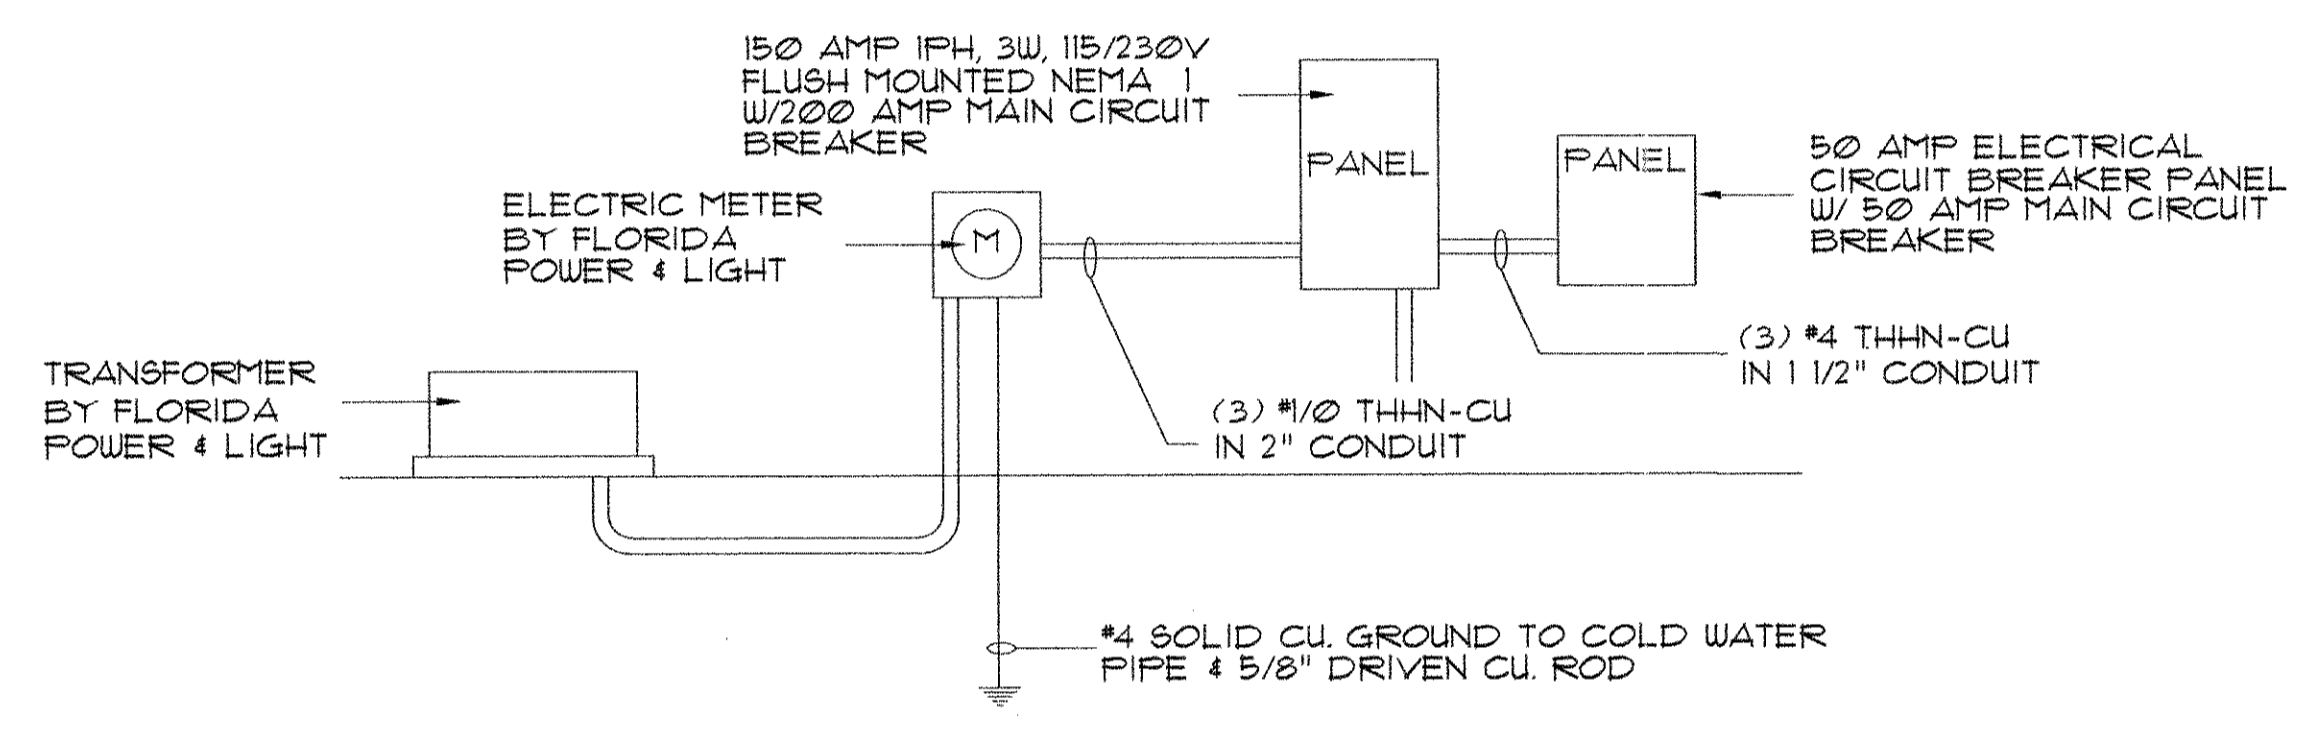 150 AMP 1PH, 3W, 115/230V
FLUSH MOUNTED NEMA 1
W/200 AMP MAIN CIRCUIT
BREAKER
PANEL
PANEL
50 AMP ELECTRICAL
CIRCUIT BREAKER PANEL
W/ 50 AMP MAIN CIRCUIT
BREAKER
ELECTRIC METER
BY FLORIDA
POWER & LIGHT
M
(3) #4 THHN-CU
IN 1 1/2" CONDUIT
TRANSFORMER
BY FLORIDA
POWER & LIGHT
(3) #1/0 THHN-CU
IN 2" CONDUIT
#4 SOLID CU. GROUND TO COLD WATER
PIPE & 5/8" DRIVEN CU. ROD